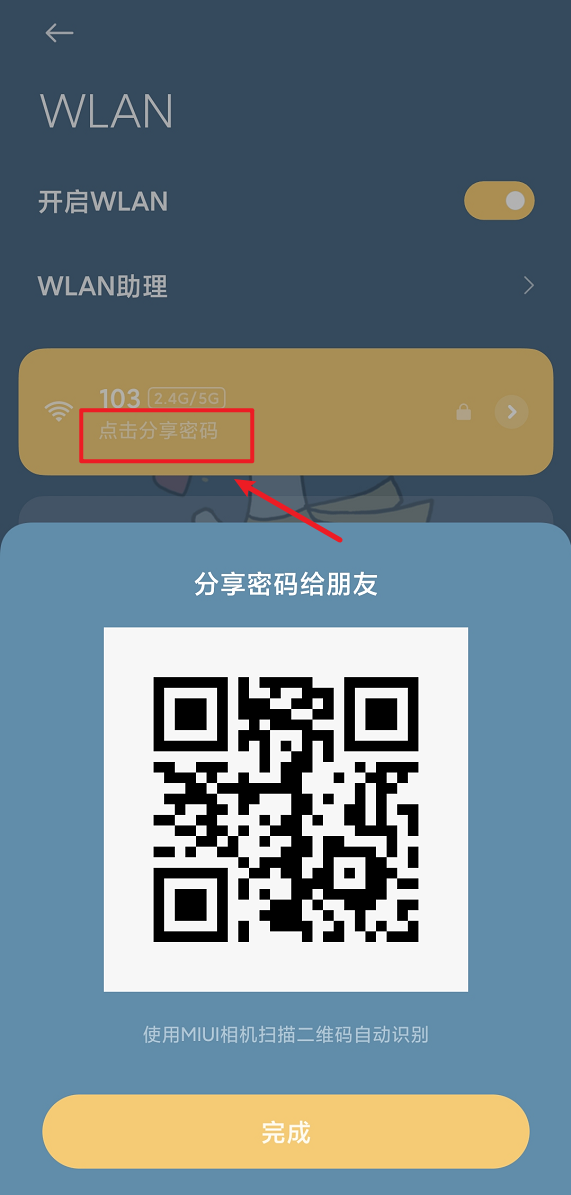 WLAN
开启WLAN
WLAN助理
103 2.4G/5G
点击分享密码
分享密码给朋友
使用MIUI相机扫描二维码自动识别
完成